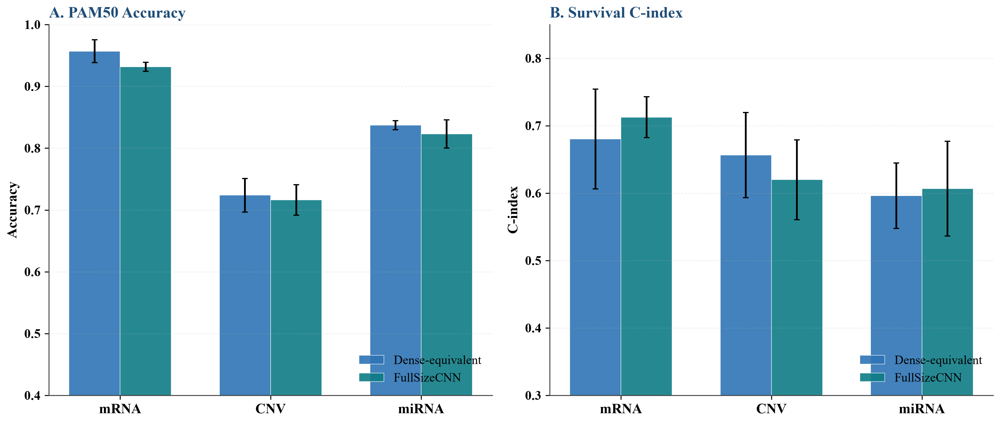 A. PAM50 Accuracy
1.0
0.9
0.8
0.7
0.6
0.5
0.4
Accuracy
mRNA
CNV
miRNA
Dense-equivalent
FullSizeCNN
B. Survival C-index
0.8
0.7
0.6
0.5
0.4
0.3
C-index
mRNA
CNV
miRNA
Dense-equivalent
FullSizeCNN